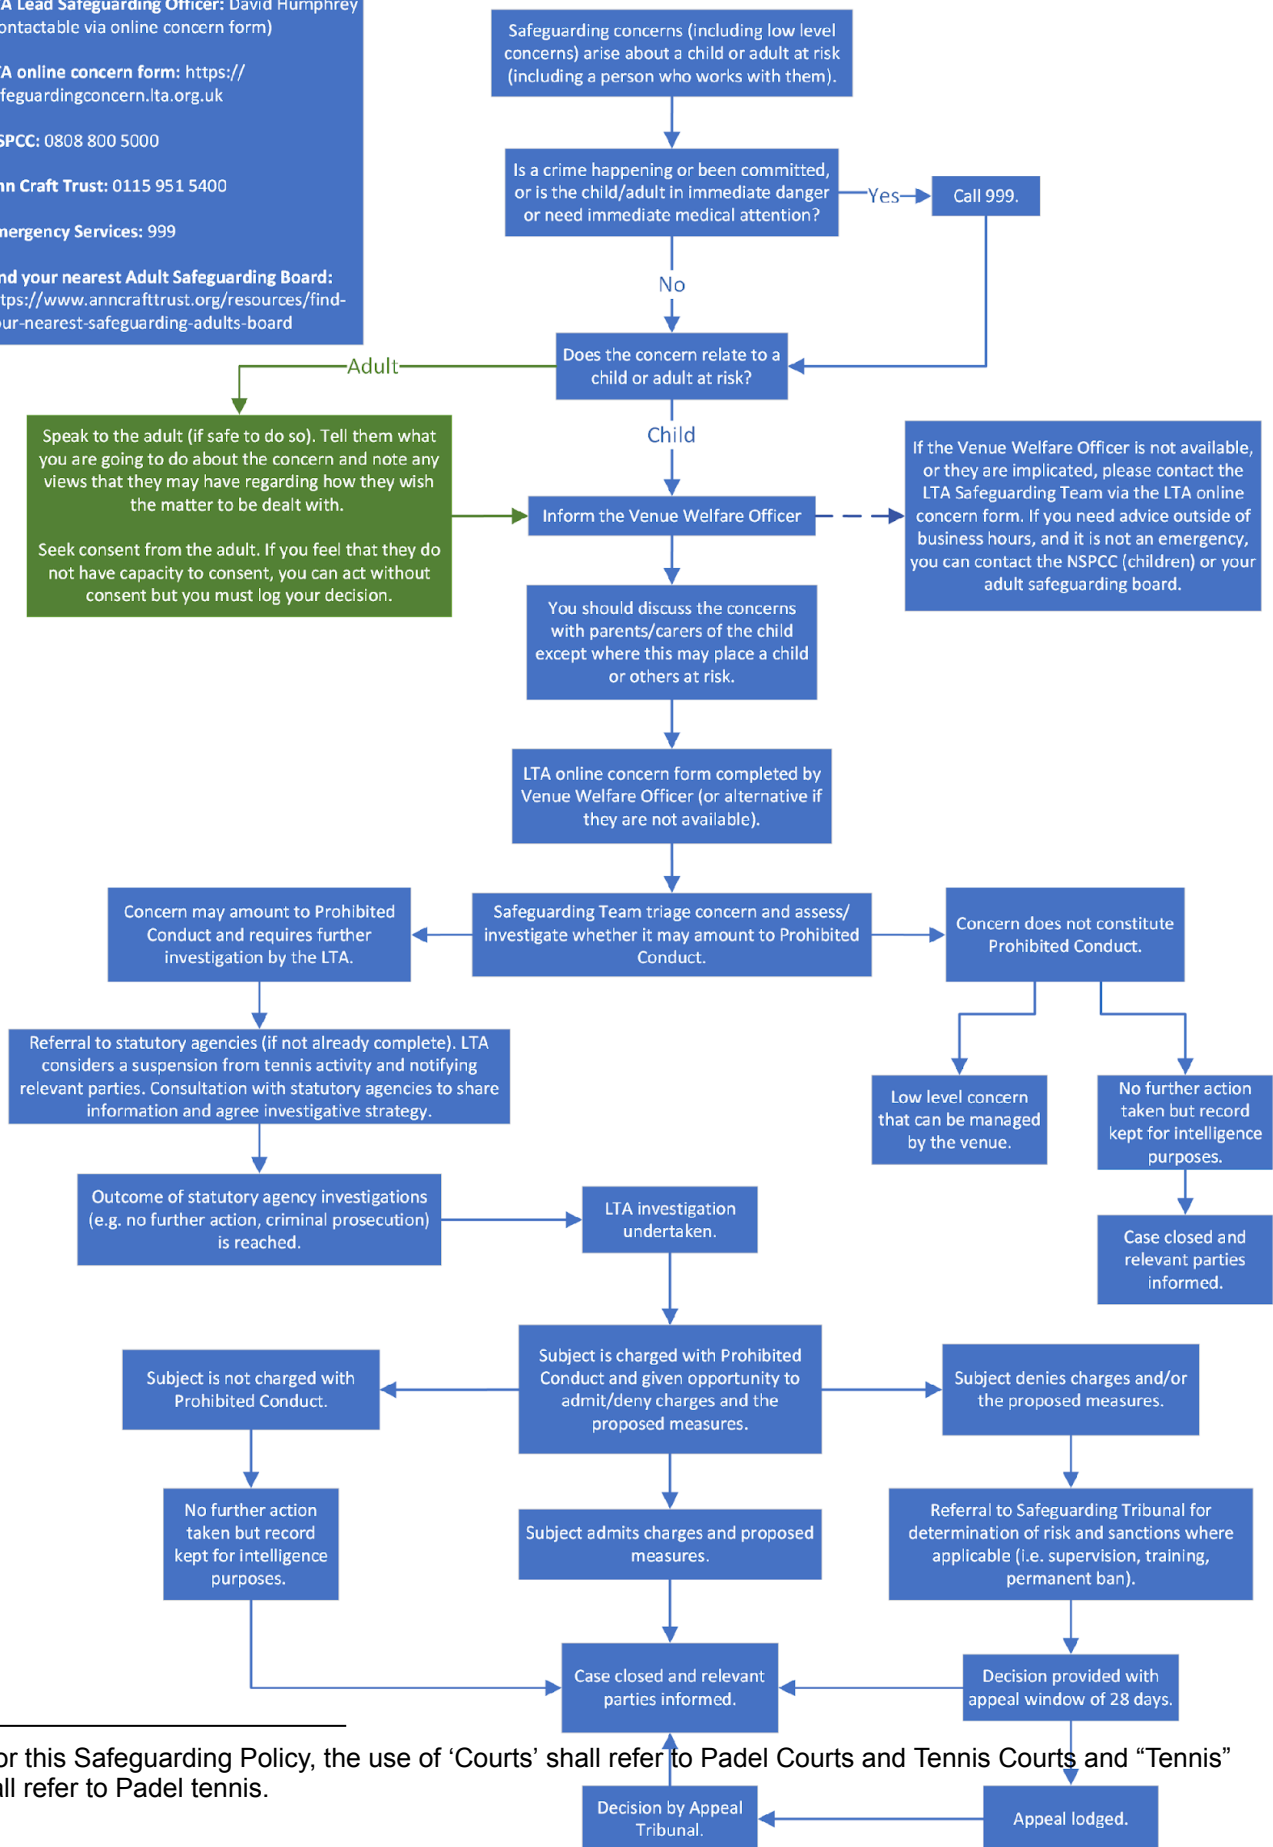 A Lead Safeguarding Officer: David Humphrey
ontactable via online concern form)
A online concern form: https://
feguardingconcern.lta.org.uk
SPCC: 0808 800 5000
nn Craft Trust: 0115 951 5400
mergency Services: 999
nd your nearest Adult Safeguarding Board:
tps://www.anncrafttrust.org/resources/find-
our-nearest-safeguarding-adults-board
Safeguarding concerns (including low level
concerns) arise about a child or adult at risk
(including a person who works with them).
Is a crime happening or been committed,
or is the child/adult in immediate danger
or need immediate medical attention?
Yes
Call 999.
No
Does the concern relate to a
child or adult at risk?
Adult
Child
Speak to the adult (if safe to do so). Tell them what
you are going to do about the concern and note any
views that they may have regarding how they wish
the matter to be dealt with.
Seek consent from the adult. If you feel that they do
not have capacity to consent, you can act without
consent but you must log your decision.
Inform the Venue Welfare Officer
If the Venue Welfare Officer is not available,
or they are implicated, please contact the
LTA Safeguarding Team via the LTA online
concern form. If you need advice outside of
business hours, and it is not an emergency,
you can contact the NSPCC (children) or your
adult safeguarding board.
You should discuss the concerns
with parents/carers of the child
except where this may place a child
or others at risk.
LTA online concern form completed by
Venue Welfare Officer (or alternative if
they are not available).
Concern may amount to Prohibited
Conduct and requires further
investigation by the LTA.
Safeguarding Team triage concern and assess/
investigate whether it may amount to Prohibited
Conduct.
Concern does not constitute
Prohibited Conduct.
Referral to statutory agencies (if not already complete). LTA
considers a suspension from tennis activity and notifying
relevant parties. Consultation with statutory agencies to share
information and agree investigative strategy.
Low level concern
that can be managed
by the venue.
No further action
taken but record
kept for intelligence
purposes.
Outcome of statutory agency investigations
(e.g. no further action, criminal prosecution)
is reached.
LTA investigation
undertaken.
Case closed and
relevant parties
informed.
Subject is not charged with
Prohibited Conduct.
Subject is charged with Prohibited
Conduct and given opportunity to
admit/deny charges and the
proposed measures.
Subject denies charges and/or
the proposed measures.
No further action
taken but record
kept for intelligence
purposes.
Subject admits charges and proposed
measures.
Referral to Safeguarding Tribunal for
determination of risk and sanctions where
applicable (i.e. supervision, training,
permanent ban).
Case closed and relevant
parties informed.
Decision provided with
appeal window of 28 days.
or this Safeguarding Policy, the use of ‘Courts’ shall refer to Padel Courts and Tennis Courts and “Tennis”
all refer to Padel tennis.
Decision by Appeal
Tribunal.
Appeal lodged.